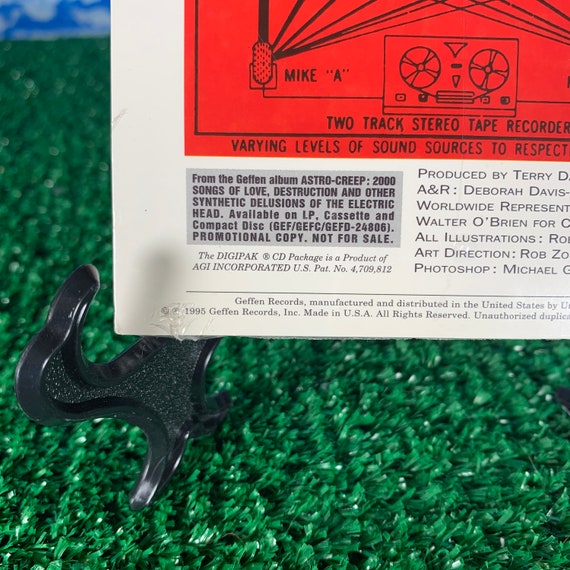 MIKE "A"
TWO TRACK STEREO TAPE RECORDER
VARYING LEVELS OF SOUND SOURCES TO RESPECT
From the Geffen album ASTRO-CREEP: 2000
SONGS OF LOVE, DESTRUCTION AND OTHER
SYNTHETIC DELUSIONS OF THE ELECTRIC
HEAD. Available on LP, Cassette and
Compact Disc (GEF/GEFC/GEFD-24806).
PROMOTIONAL COPY. NOT FOR SALE.
The DIGIPAK ® CD Package is a Product of
AGI INCORPORATED U.S. Pat. No. 4,709,812
PRODUCED BY TERRY DA
A&R: DEBORAH DAVIS-
WORLDWIDE REPRESENT
WALTER O'BRIEN FOR C
ALL ILLUSTRATIONS: RO
ART DIRECTION: ROB ZO
PHOTOSHOP: MICHAEL G
Geffen Records, manufactured and distributed in the United States by U
℗ © 1995 Geffen Records, Inc. Made in U.S.A. All Rights Reserved. Unauthorized duplic